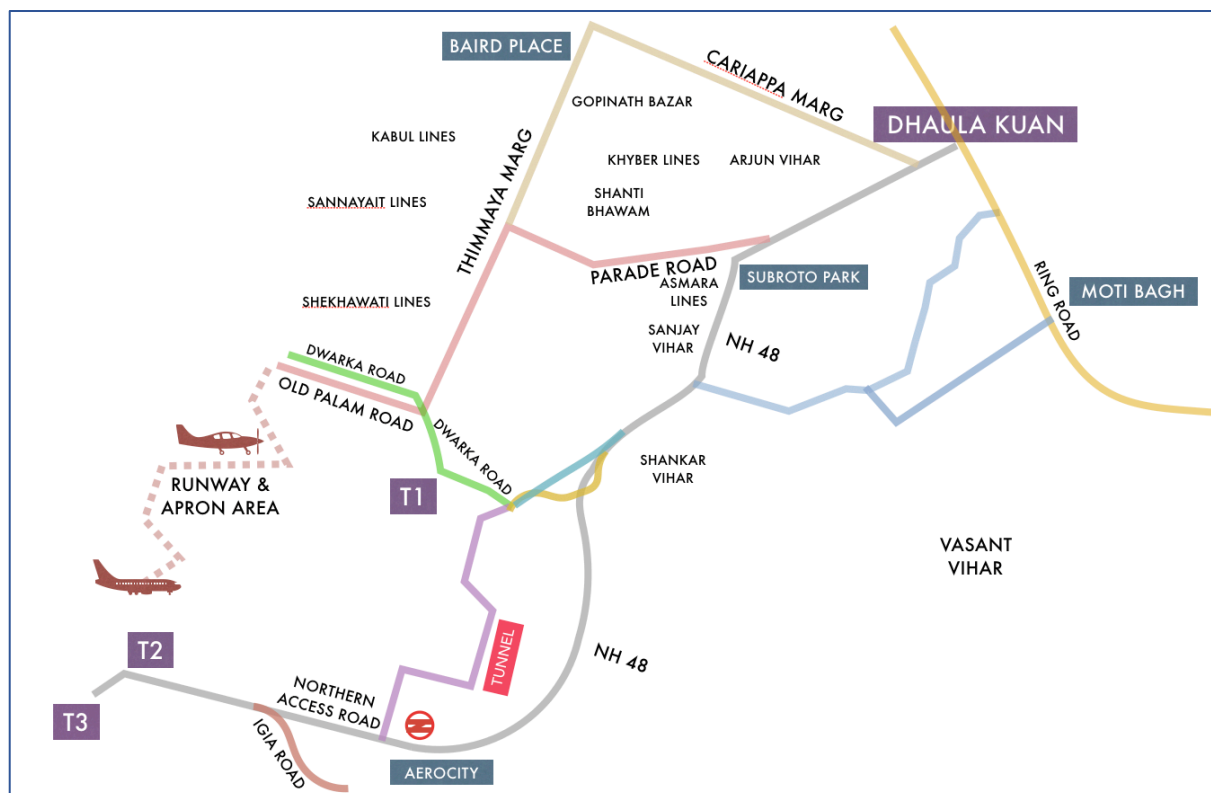 BAIRD PLACE
CARIAPPA MARG
GOPINATH BAZAR
DHAULA KUAN
KABUL LINES
KHYBER LINES
ARJUN VIHAR
THIMMAYA MARG
SHANTI
BHAWAM
SANNAYAIT LINES
PARADE ROAD
SUBROTO PARK
RING ROAD
MOTI BAGH
ASMARA
LINES
SHEKHAWATI LINES
SANJAY
VIHAR
NH 48
DWARKA ROAD
OLD PALAM ROAD
DWARKA ROAD
SHANKAR
VIHAR
RUNWAY &
APRON AREA
T1
VASANT
VIHAR
TUNNEL
T2
NH 48
NORTHERN
ACCESS ROAD
T3
IGIA ROAD
AEROCITY